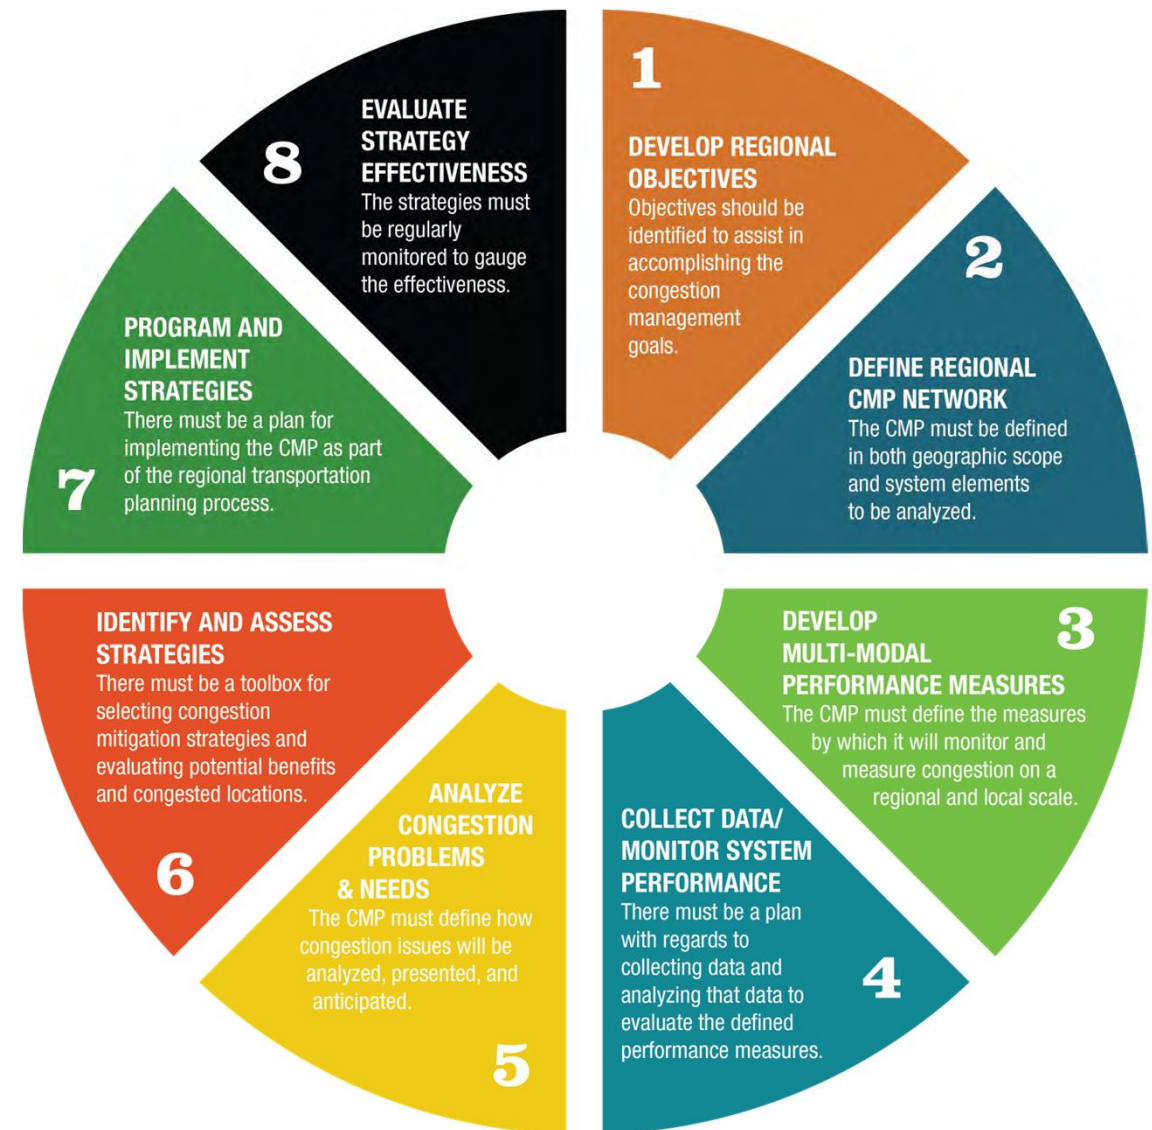 1
DEVELOP REGIONAL
OBJECTIVES
Objectives should be
identified to assist in
accomplishing the
congestion
management
goals.
2
DEFINE REGIONAL
CMP NETWORK
The CMP must be defined
in both geographic scope
and system elements
to be analyzed.
3
DEVELOP
MULTI-MODAL
PERFORMANCE MEASURES
The CMP must define the measures
by which it will monitor and
measure congestion on a
regional and local scale.
COLLECT DATA/
MONITOR SYSTEM
PERFORMANCE
There must be a plan
with regards to
collecting data and
analyzing that data to
evaluate the defined
performance measures.
4
ANALYZE
CONGESTION
PROBLEMS
& NEEDS
The CMP must define how
congestion issues will be
analyzed, presented, and
anticipated.
5
IDENTIFY AND ASSESS
STRATEGIES
There must be a toolbox for
selecting congestion
mitigation strategies and
evaluating potential benefits
and congested locations.
6
PROGRAM AND
IMPLEMENT
STRATEGIES
There must be a plan for
implementing the CMP as part
of the regional transportation
planning process.
7
8
EVALUATE
STRATEGY
EFFECTIVENESS
The strategies must
be regularly
monitored to gauge
the effectiveness.